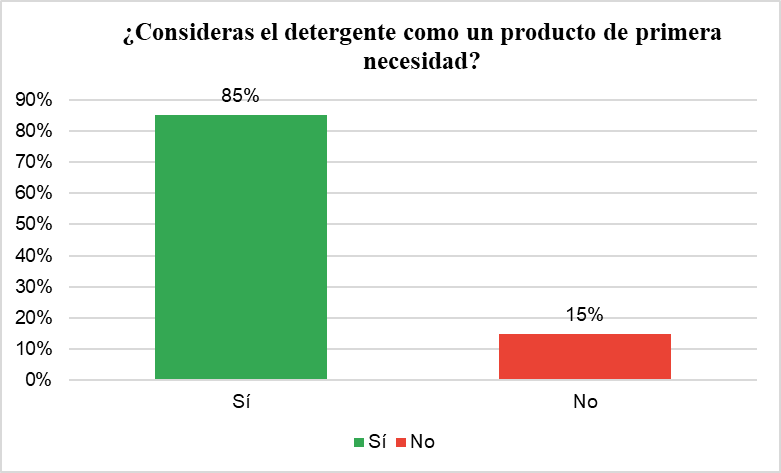 ¿Consideras el detergente como un producto de primera
necesidad?
85%
90%
80%
70%
60%
50%
40%
30%
20%
10%
0%
15%
Sí
No
Sí No